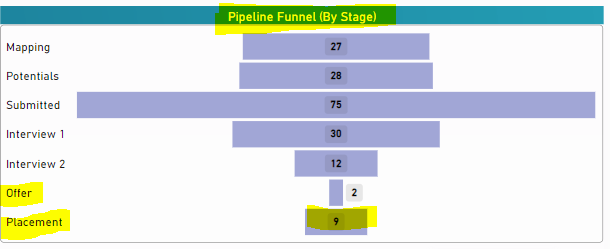 Pipeline Funnel (By Stage)
Mapping 27
Potentials 28
Submitted 75
Interview 1 30
Interview 2 12
Offer 2
Placement 9